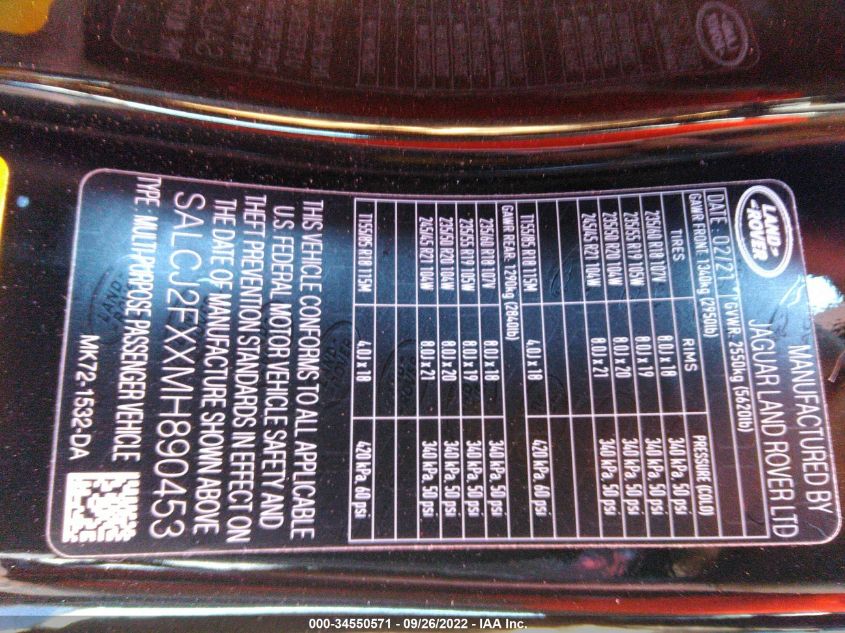 LAND-
ROVER
MANUFACTURED BY
JAGUAR LAND ROVER LTD
DATE: 02/21 GVWR: 2550kg (5620lb)
GAWR FRONT: 1340kg (2950lb)
TIRES RIMS PRESSURE (COLD)
235/60 R18 107V 8.0J x 18 340 kPa, 50 psi
235/55 R19 105W 8.0J x 19 340 kPa, 50 psi
235/50 R20 104W 8.0J x 20 340 kPa, 50 psi
245/45 R21 104W 8.0J x 21 340 kPa, 50 psi
T155/85 R18 115M 4.0J x 18 420 kPa, 60 psi
GAWR REAR: 1290kg (2840lb)
235/60 R18 107V 8.0J x 18 340 kPa, 50 psi
235/55 R19 105W 8.0J x 19 340 kPa, 50 psi
235/50 R20 104W 8.0J x 20 340 kPa, 50 psi
245/45 R21 104W 8.0J x 21 340 kPa, 50 psi
T155/85 R18 115M 4.0J x 18 420 kPa, 60 psi
THIS VEHICLE CONFORMS TO ALL APPLICABLE
U.S. FEDERAL MOTOR VEHICLE SAFETY AND
THEFT PREVENTION STANDARDS IN EFFECT ON
THE DATE OF MANUFACTURE SHOWN ABOVE
SALCJ2FXXMH890453
TYPE: MULTI-PURPOSE PASSENGER VEHICLE
MK72-1532-DA
000-34550571 - 09/26/2022 - IAA Inc.